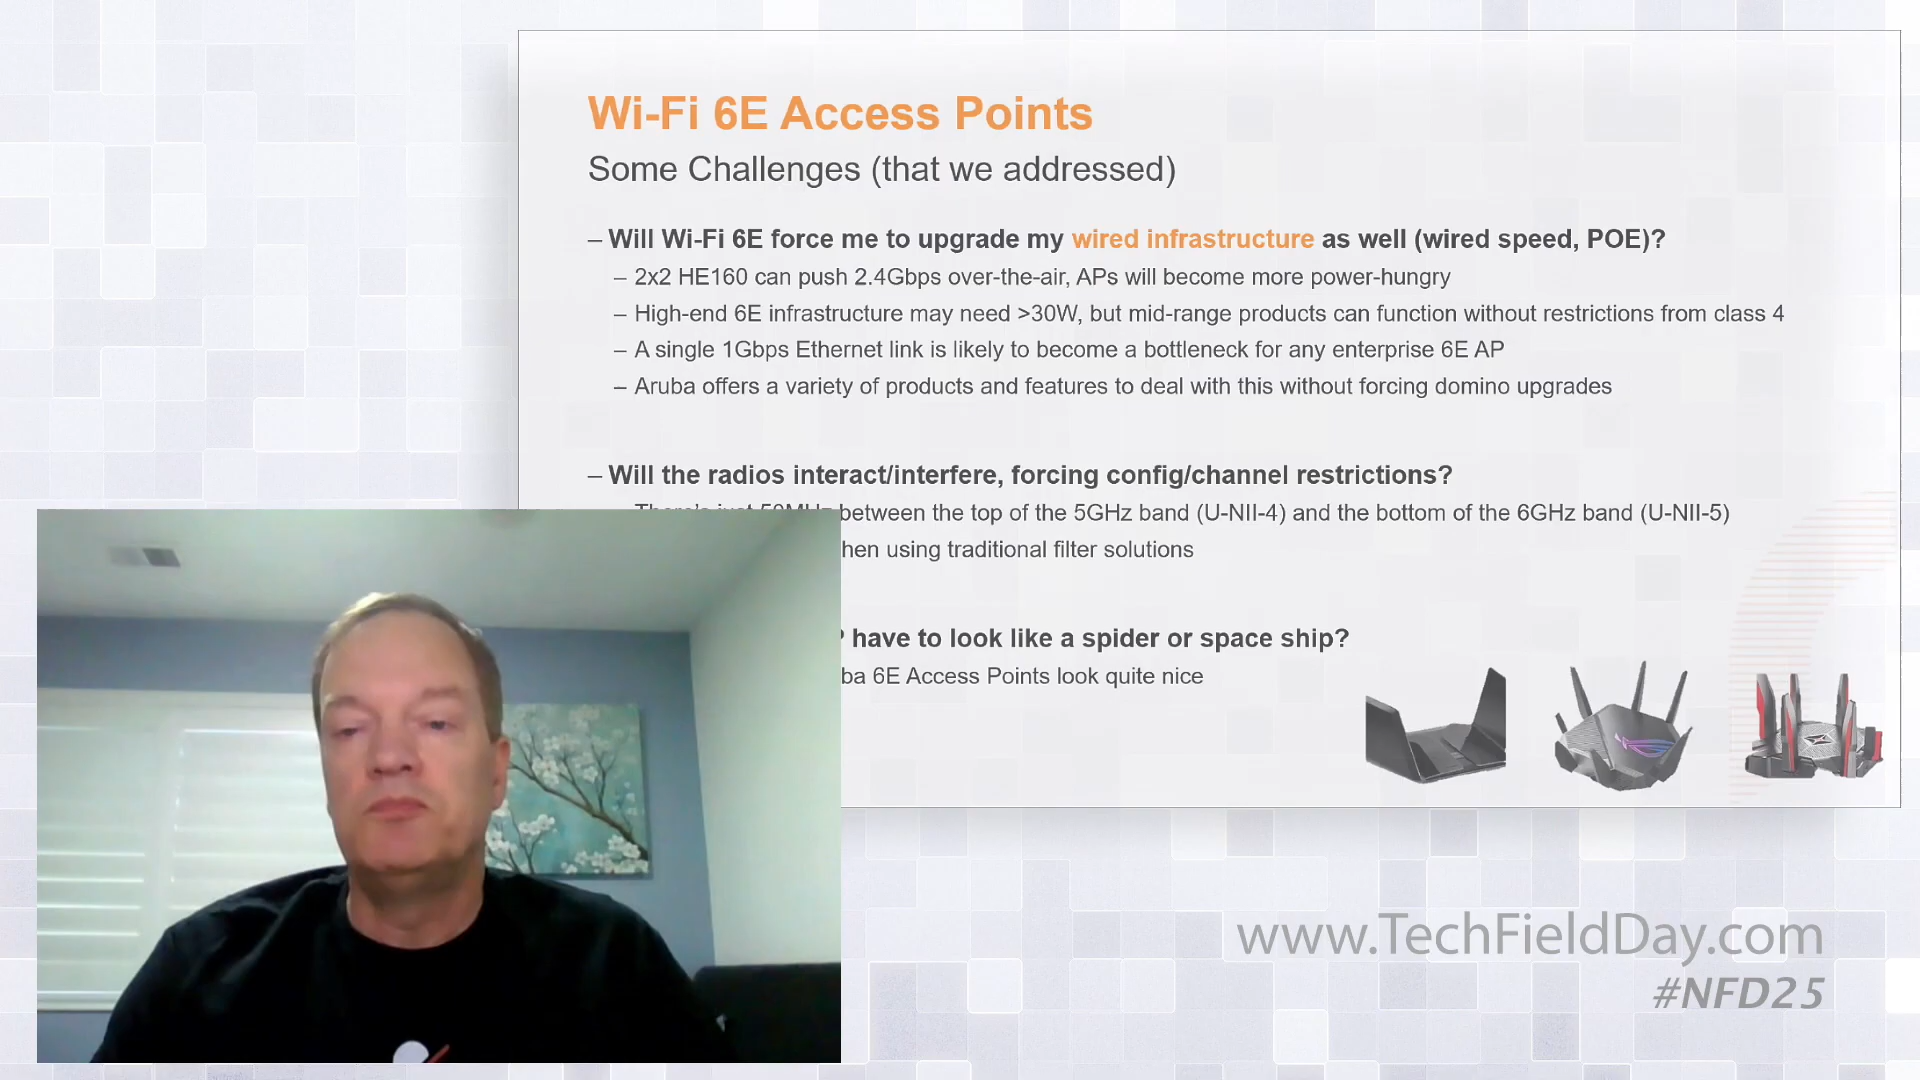 Wi-Fi 6E Access Points
Some Challenges (that we addressed)
– Will Wi-Fi 6E force me to upgrade my wired infrastructure as well (wired speed, POE)?
– 2x2 HE160 can push 2.4Gbps over-the-air, APs will become more power-hungry
– High-end 6E infrastructure may need >30W, but mid-range products can function without restrictions from class 4
– A single 1Gbps Ethernet link is likely to become a bottleneck for any enterprise 6E AP
– Aruba offers a variety of products and features to deal with this without forcing domino upgrades
– Will the radios interact/interfere, forcing config/channel restrictions?
There's just 50MHz between the top of the 5GHz band (U-NII-4) and the bottom of the 6GHz band (U-NII-5)
hen using traditional filter solutions
? have to look like a spider or space ship?
ba 6E Access Points look quite nice
www.TechFieldDay.com
#NFD25